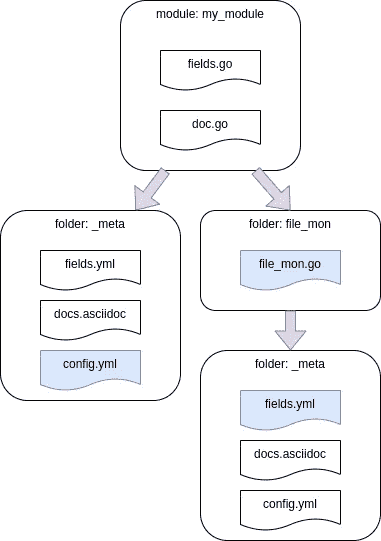 module: my_module
fields.go
doc.go
folder: _meta
fields.yml
docs.asciidoc
config.yml
folder: file_mon
file_mon.go
folder: _meta
fields.yml
docs.asciidoc
config.yml